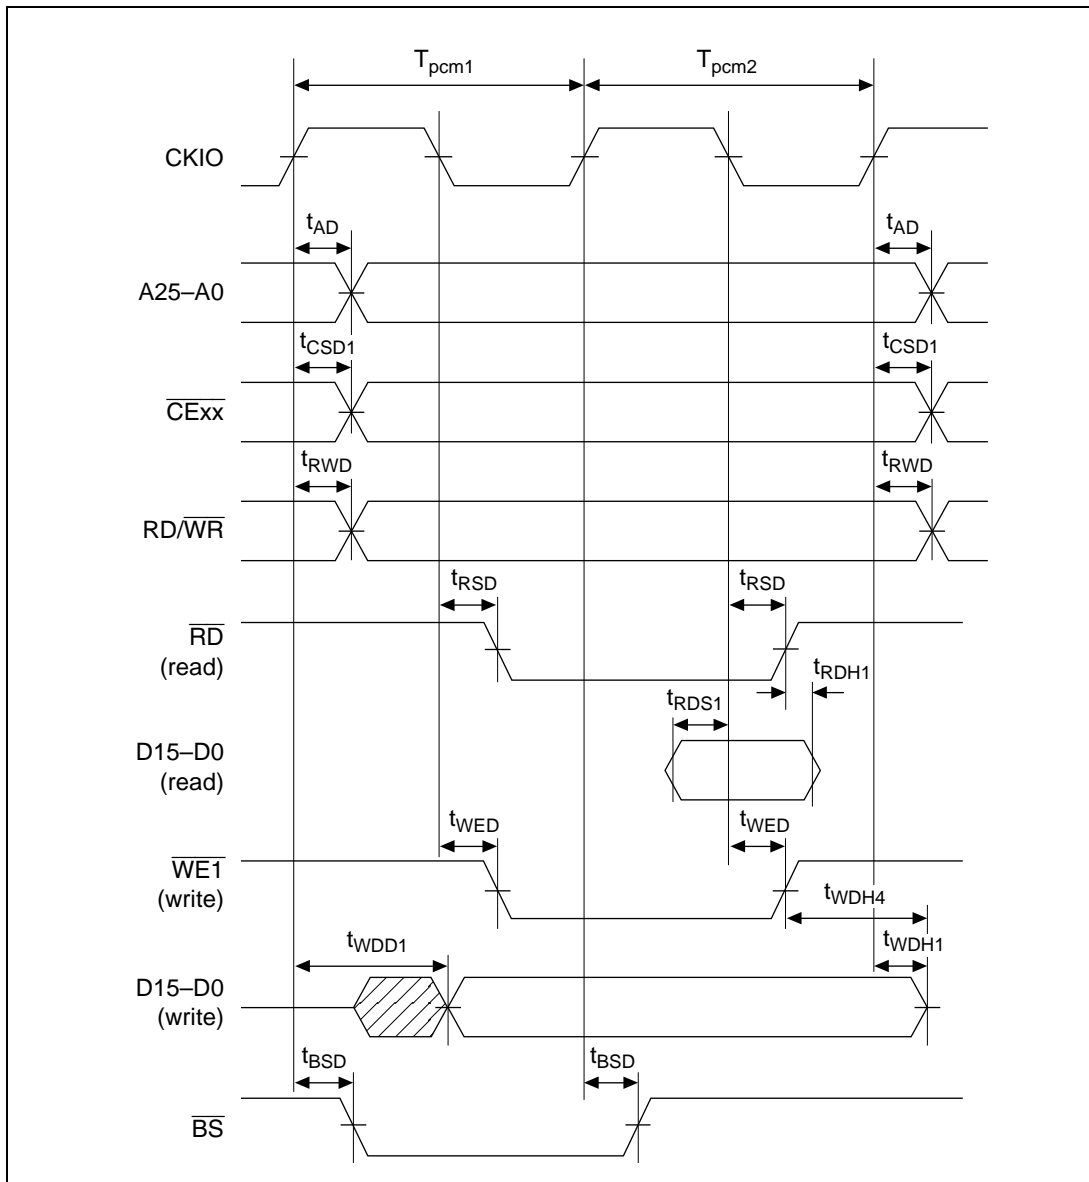 Tpcm1 Tpcm2
CKIO
tAD tAD
A25–A0
tCSD1 tCSD1
CExx
tRWD tRWD
RD/WR
tRSD tRSD
RD
(read)
tRDH1
tRDS1
D15–D0
(read)
tWED tWED
WE1
(write)
tWDH4
tWDD1 tWDH1
D15–D0
(write)
tBSD tBSD
BS